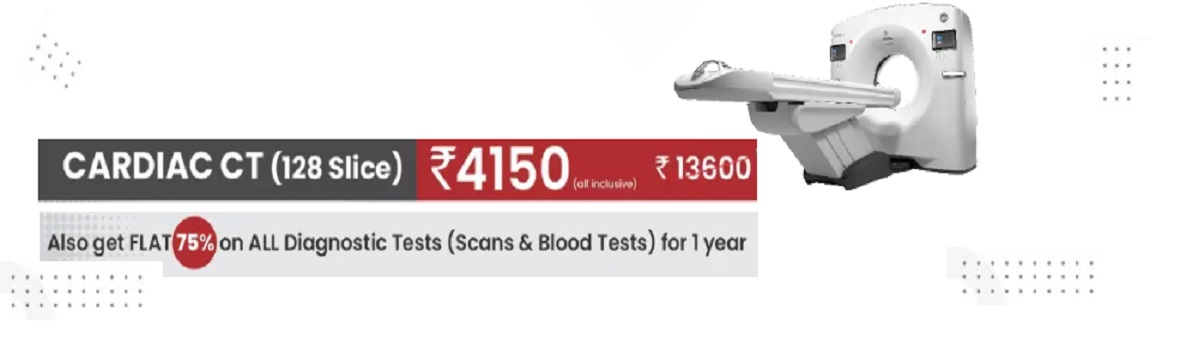 CARDIAC CT (128 Slice) ₹4150 (all inclusive) ₹ 13600
Also get FLAT 75% on ALL Diagnostic Tests (Scans & Blood Tests) for 1 year